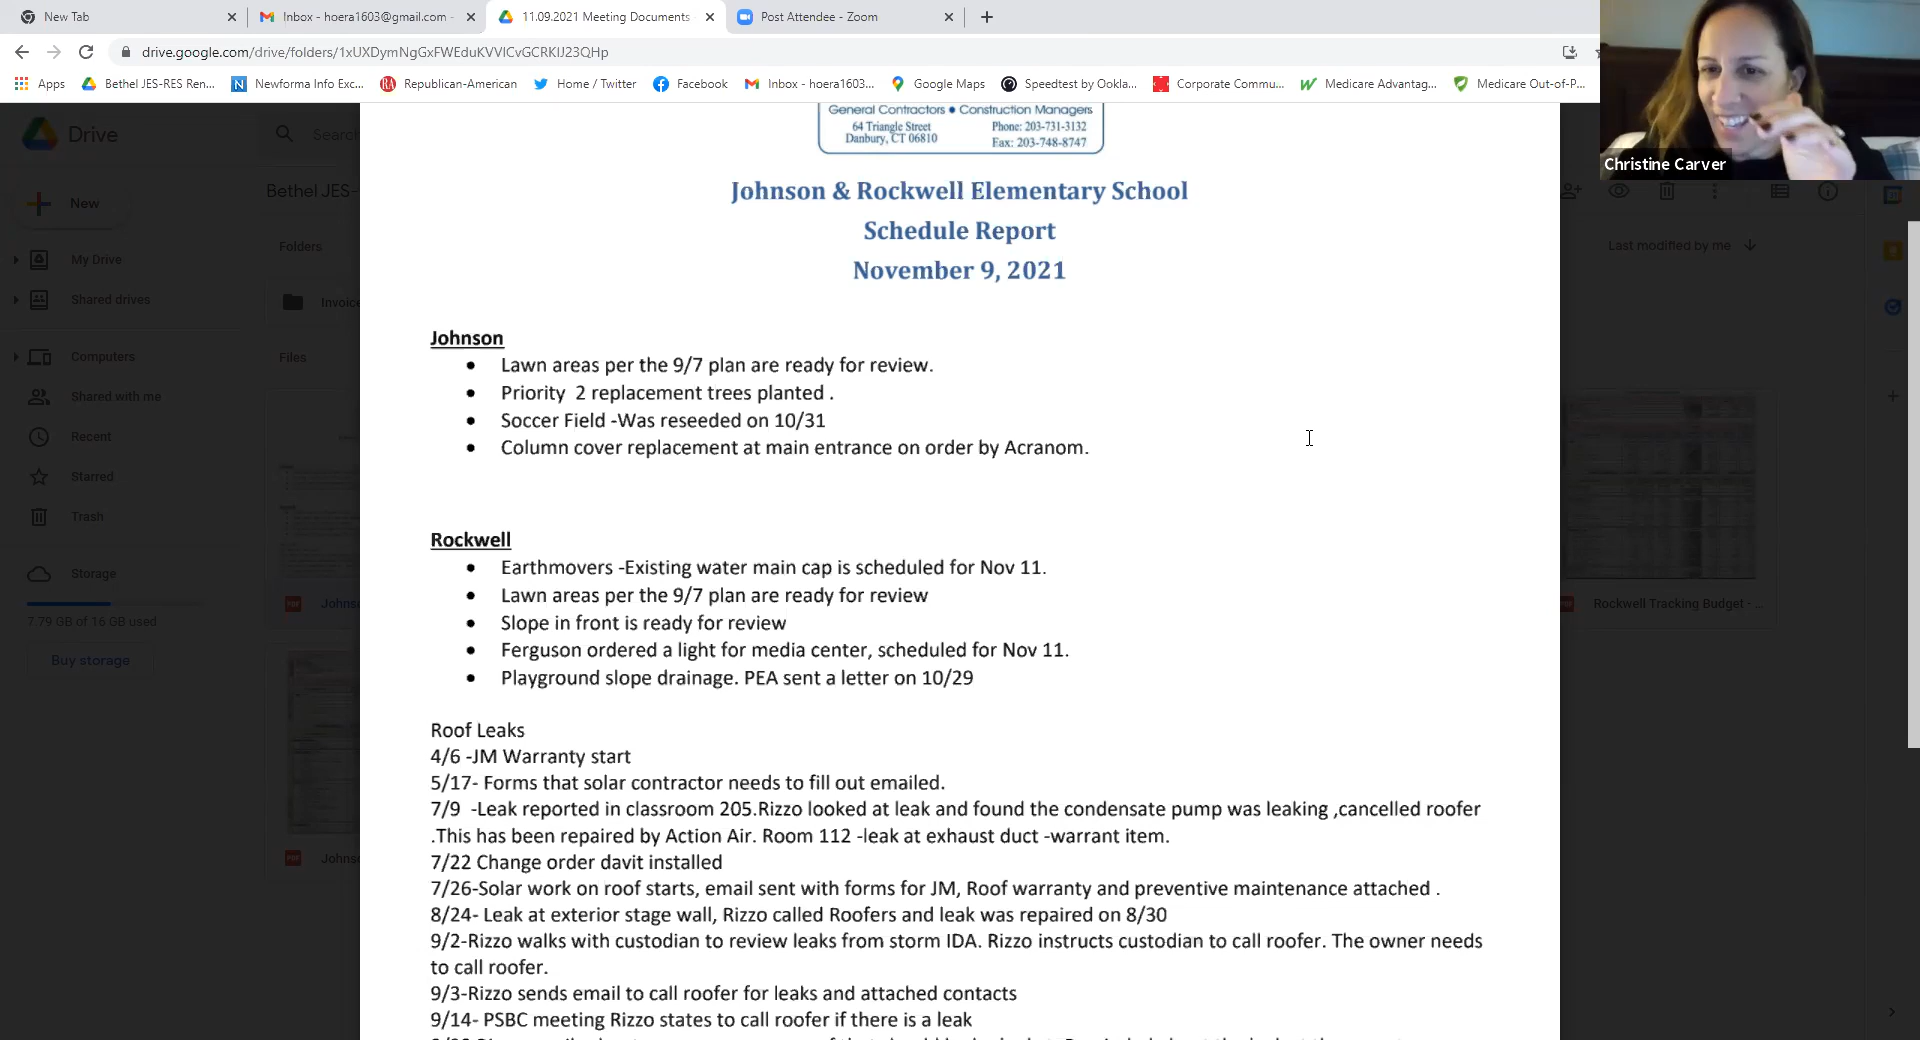 New Tab
Inbox - hoera1603@gmail.com -
11.09.2021 Meeting Documents
Post Attendee - Zoom
drive.google.com/drive/folders/1xUXDymNgGxFWEduKVVlCvGCRKlJ23QHp
Apps
Bethel JES-RES Ren...
Newforma Info Exc...
Republican-American
Home / Twitter
Facebook
Inbox - hoera1603...
Google Maps
Speedtest by Ookla...
Corporate Commu...
Medicare Advantag...
Medicare Out-of-P...
Christine Carver
Drive
Search
New
My Drive
Shared drives
Computers
Shared with me
Recent
Starred
Trash
Storage
7.79 GB of 16 GB used
Buy storage
Bethel JES-
Folders
Invoice
Files
Johns
Johns
Last modified by me
Rockwell Tracking Budget - ...
General Contractors • Construction Managers
64 Triangle Street Phone: 203-731-3132
Danbury, CT 06810 Fax: 203-748-8747
Johnson & Rockwell Elementary School
Schedule Report
November 9, 2021
Johnson
• Lawn areas per the 9/7 plan are ready for review.
• Priority  2 replacement trees planted .
• Soccer Field -Was reseeded on 10/31
• Column cover replacement at main entrance on order by Acranom.
Rockwell
• Earthmovers -Existing water main cap is scheduled for Nov 11.
• Lawn areas per the 9/7 plan are ready for review
• Slope in front is ready for review
• Ferguson ordered a light for media center, scheduled for Nov 11.
• Playground slope drainage. PEA sent a letter on 10/29
Roof Leaks
4/6 -JM Warranty start
5/17- Forms that solar contractor needs to fill out emailed.
7/9  -Leak reported in classroom 205.Rizzo looked at leak and found the condensate pump was leaking ,cancelled roofer
.This has been repaired by Action Air. Room 112 -leak at exhaust duct -warrant item.
7/22 Change order davit installed
7/26-Solar work on roof starts, email sent with forms for JM, Roof warranty and preventive maintenance attached .
8/24- Leak at exterior stage wall, Rizzo called Roofers and leak was repaired on 8/30
9/2-Rizzo walks with custodian to review leaks from storm IDA. Rizzo instructs custodian to call roofer. The owner needs
to call roofer.
9/3-Rizzo sends email to call roofer for leaks and attached contacts
9/14- PSBC meeting Rizzo states to call roofer if there is a leak